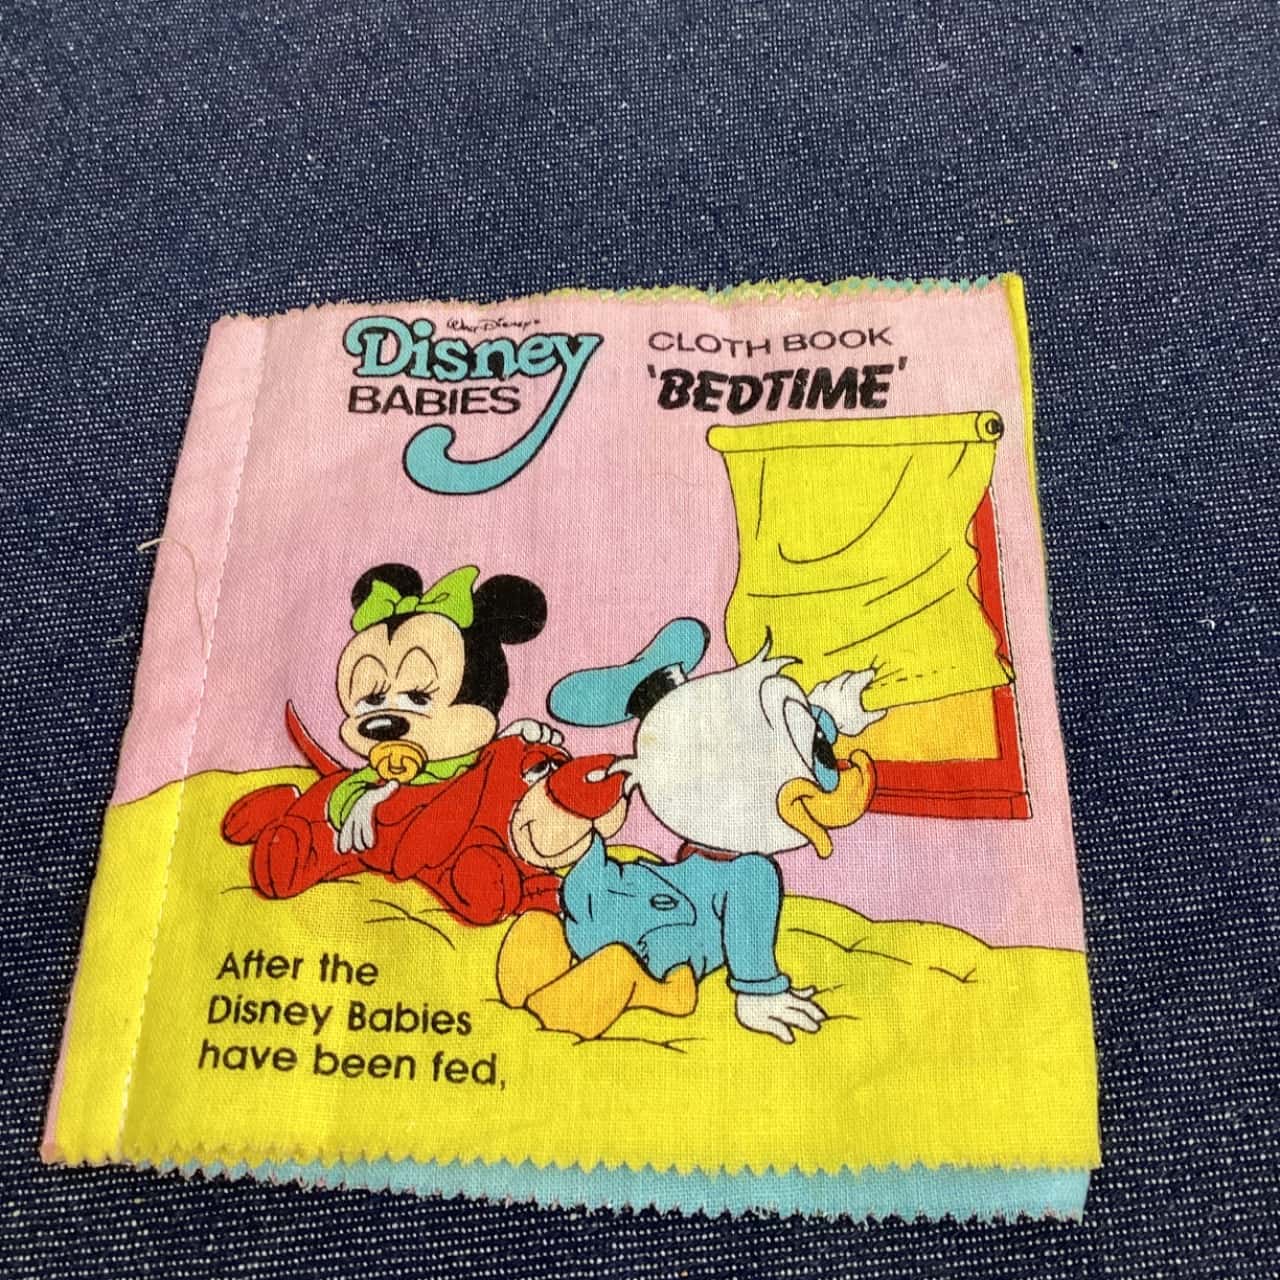 Walt Disney's
Disney
BABIES
CLOTH BOOK
'BEDTIME'
After the
Disney Babies
have been fed,